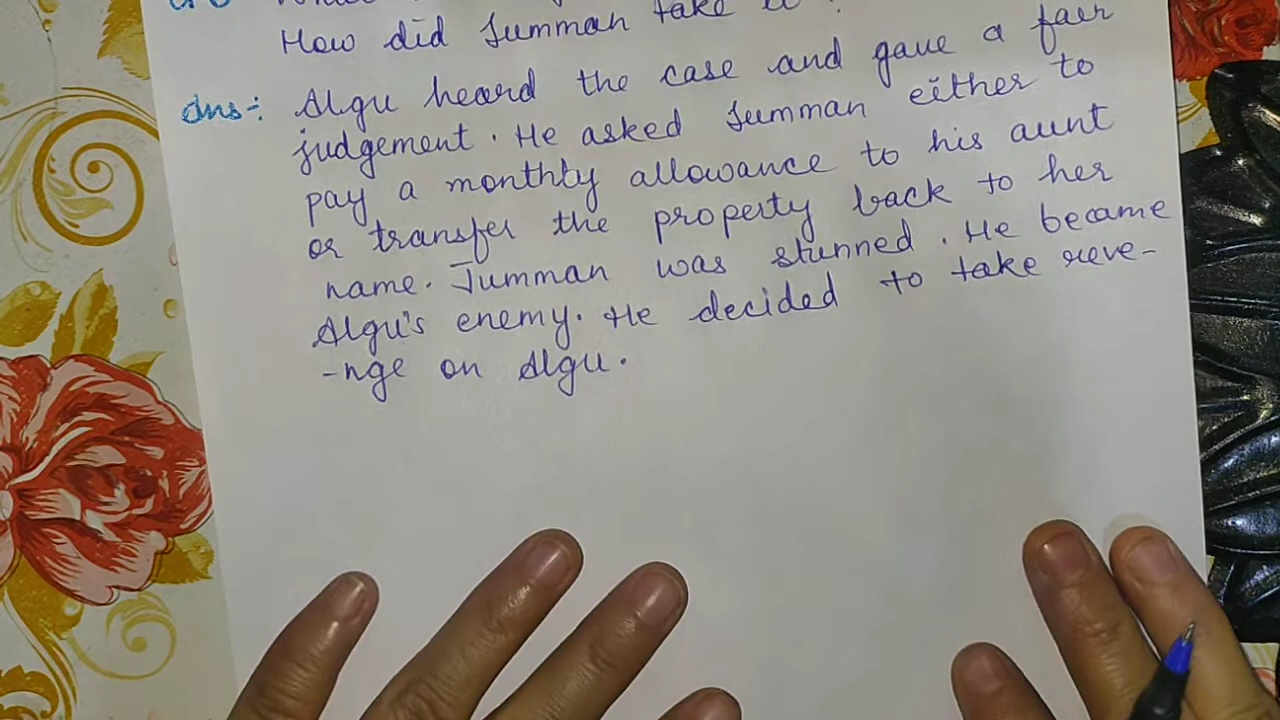 How did Jumman take it?
Ans:- Algu heard the case and gave a fair
judgement. He asked Jumman either to
pay a monthly allowance to his aunt
or transfer the property back to her
name. Jumman was stunned. He became
Algu's enemy. He decided to take reve-
-nge on Algu.